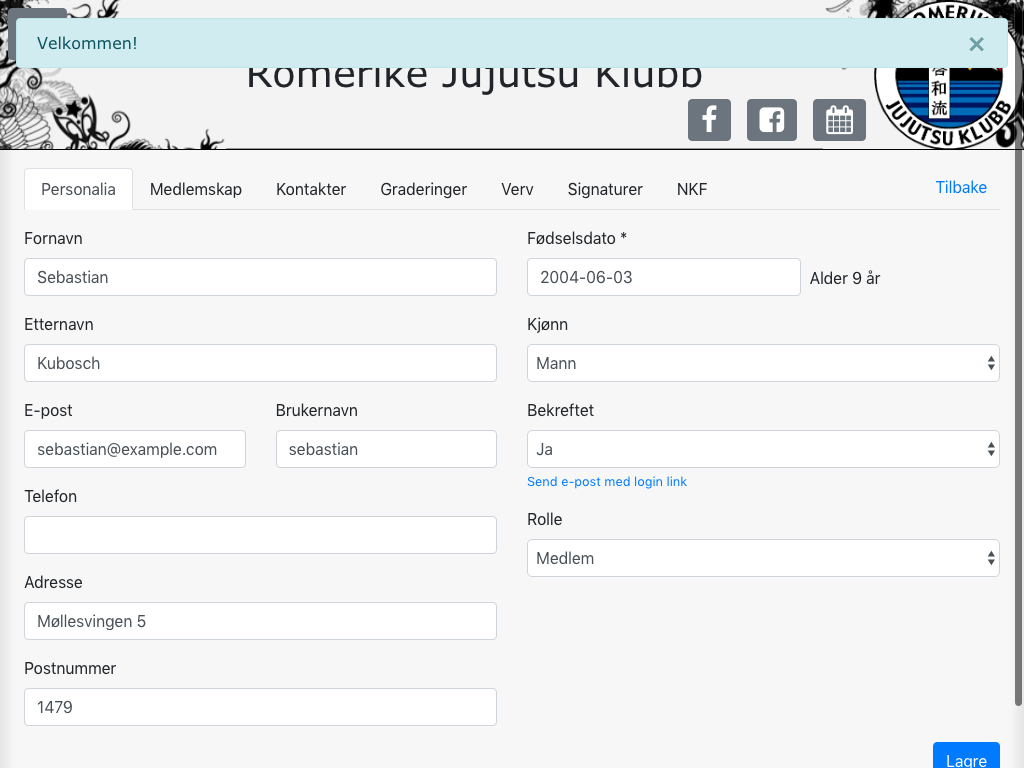 Velkommen!
×
Romerike Jujutsu Klubb
JUJUTSU KLUBB
和流
Personalia Medlemskap Kontakter Graderinger Verv Signaturer NKF Tilbake
Fornavn
Sebastian
Etternavn
Kubosch
E-post Brukernavn
sebastian@example.com sebastian
Telefon
Adresse
Møllesvingen 5
Postnummer
1479
Fødselsdato *
2004-06-03 Alder 9 år
Kjønn
Mann
Bekreftet
Ja
Send e-post med login link
Rolle
Medlem
Lagre